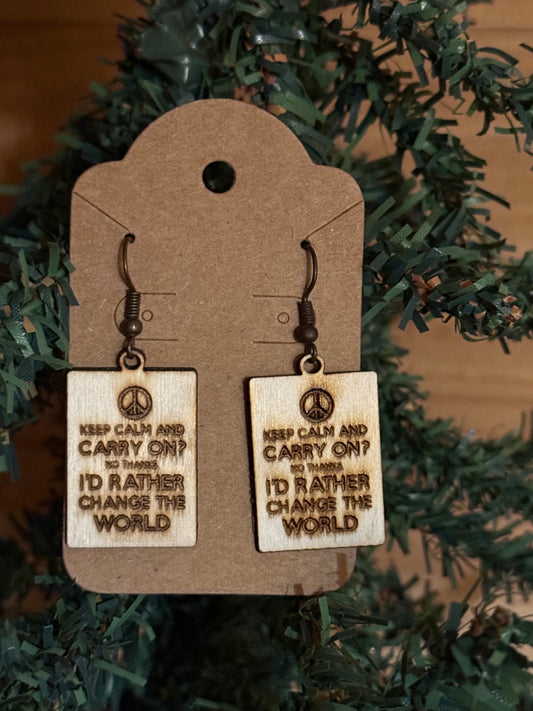 KEEP CALM AND
CARRY ON?
NO THANKS
I'D RATHER
CHANGE THE
WORLD
KEEP CALM AND
CARRY ON?
NO THANKS
I'D RATHER
CHANGE THE
WORLD